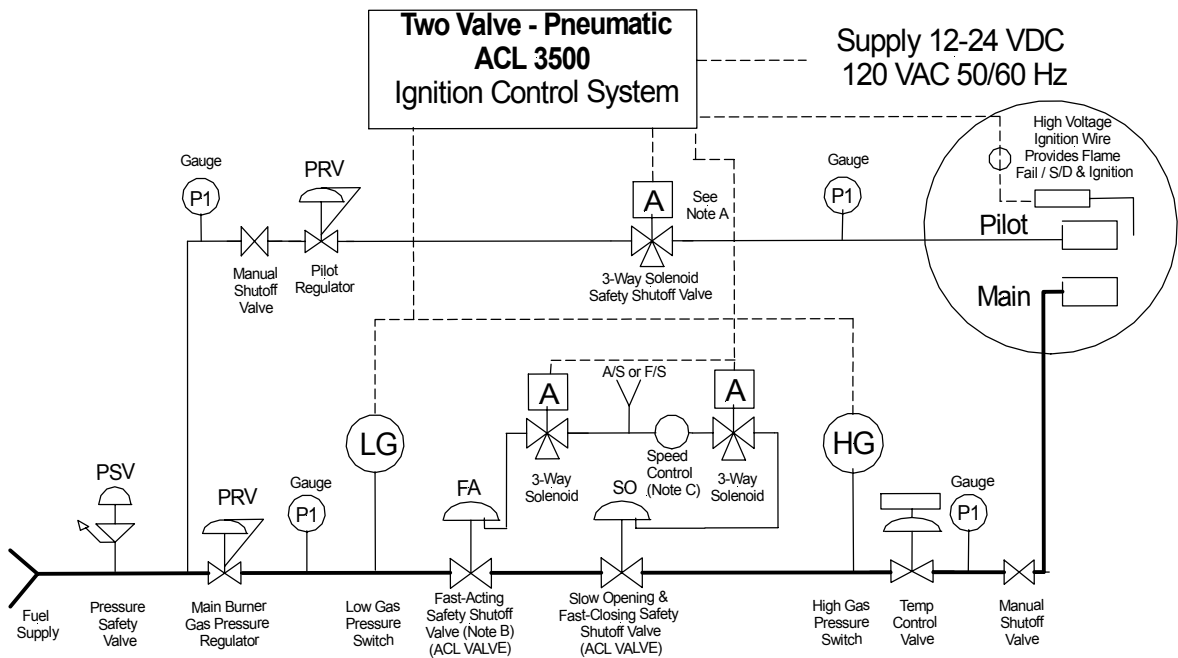 Two Valve - Pneumatic
ACL 3500
Ignition Control System
Supply 12-24 VDC
120 VAC 50/60 Hz
High Voltage
Ignition Wire
Provides Flame
Fail / S/D & Ignition
Gauge
P1
PRV
A
See
Note A
Gauge
P1
Pilot
Manual
Shutoff
Valve
Pilot
Regulator
3-Way Solenoid
Safety Shutoff Valve
Main
A/S or F/S
A
A
LG
HG
3-Way
Solenoid
Speed
Control
(Note C)
3-Way
Solenoid
PSV
PRV
Gauge
P1
FA
SO
Gauge
P1
Fuel
Supply
Pressure
Safety
Valve
Main Burner
Gas Pressure
Regulator
Low Gas
Pressure
Switch
Fast-Acting
Safety Shutoff
Valve (Note B)
(ACL VALVE)
Slow Opening &
Fast-Closing Safety
Shutoff Valve
(ACL VALVE)
High Gas
Pressure
Switch
Temp
Control
Valve
Manual
Shutoff
Valve